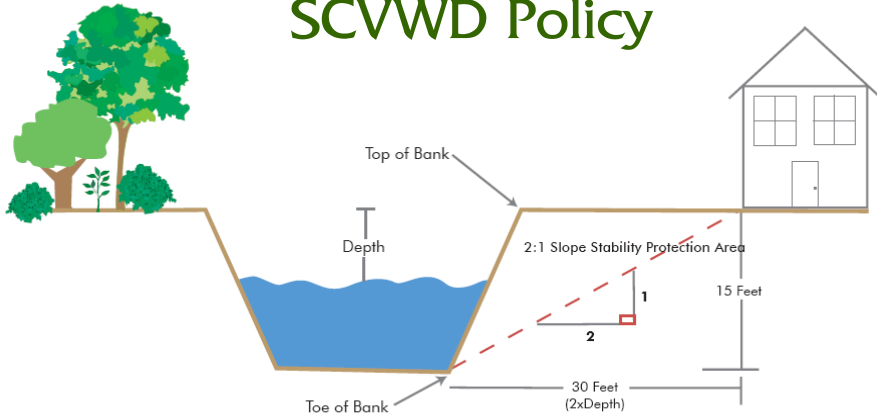 SCVWD Policy
Top of Bank
Depth
2:1 Slope Stability Protection Area
1
2
15 Feet
30 Feet
(2xDepth)
Toe of Bank